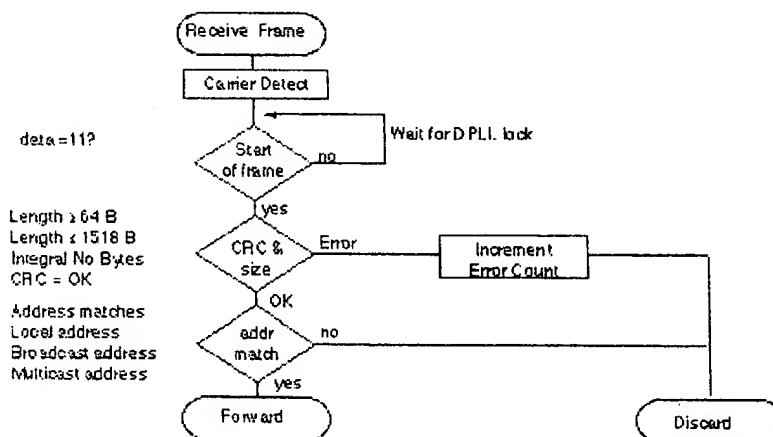 Receive Frame
Carrier Detect
data=11?
Wait for DPLL lock
Start
of frame
no
yes
Length ≥ 64 B
Length ≤ 1518 B
Integral No Bytes
CRC = OK
CRC &
size
Error
Increment
Error Count
OK
Address matches
Local address
Broadcast address
Multicast address
addr
match
no
yes
Forward
Discard